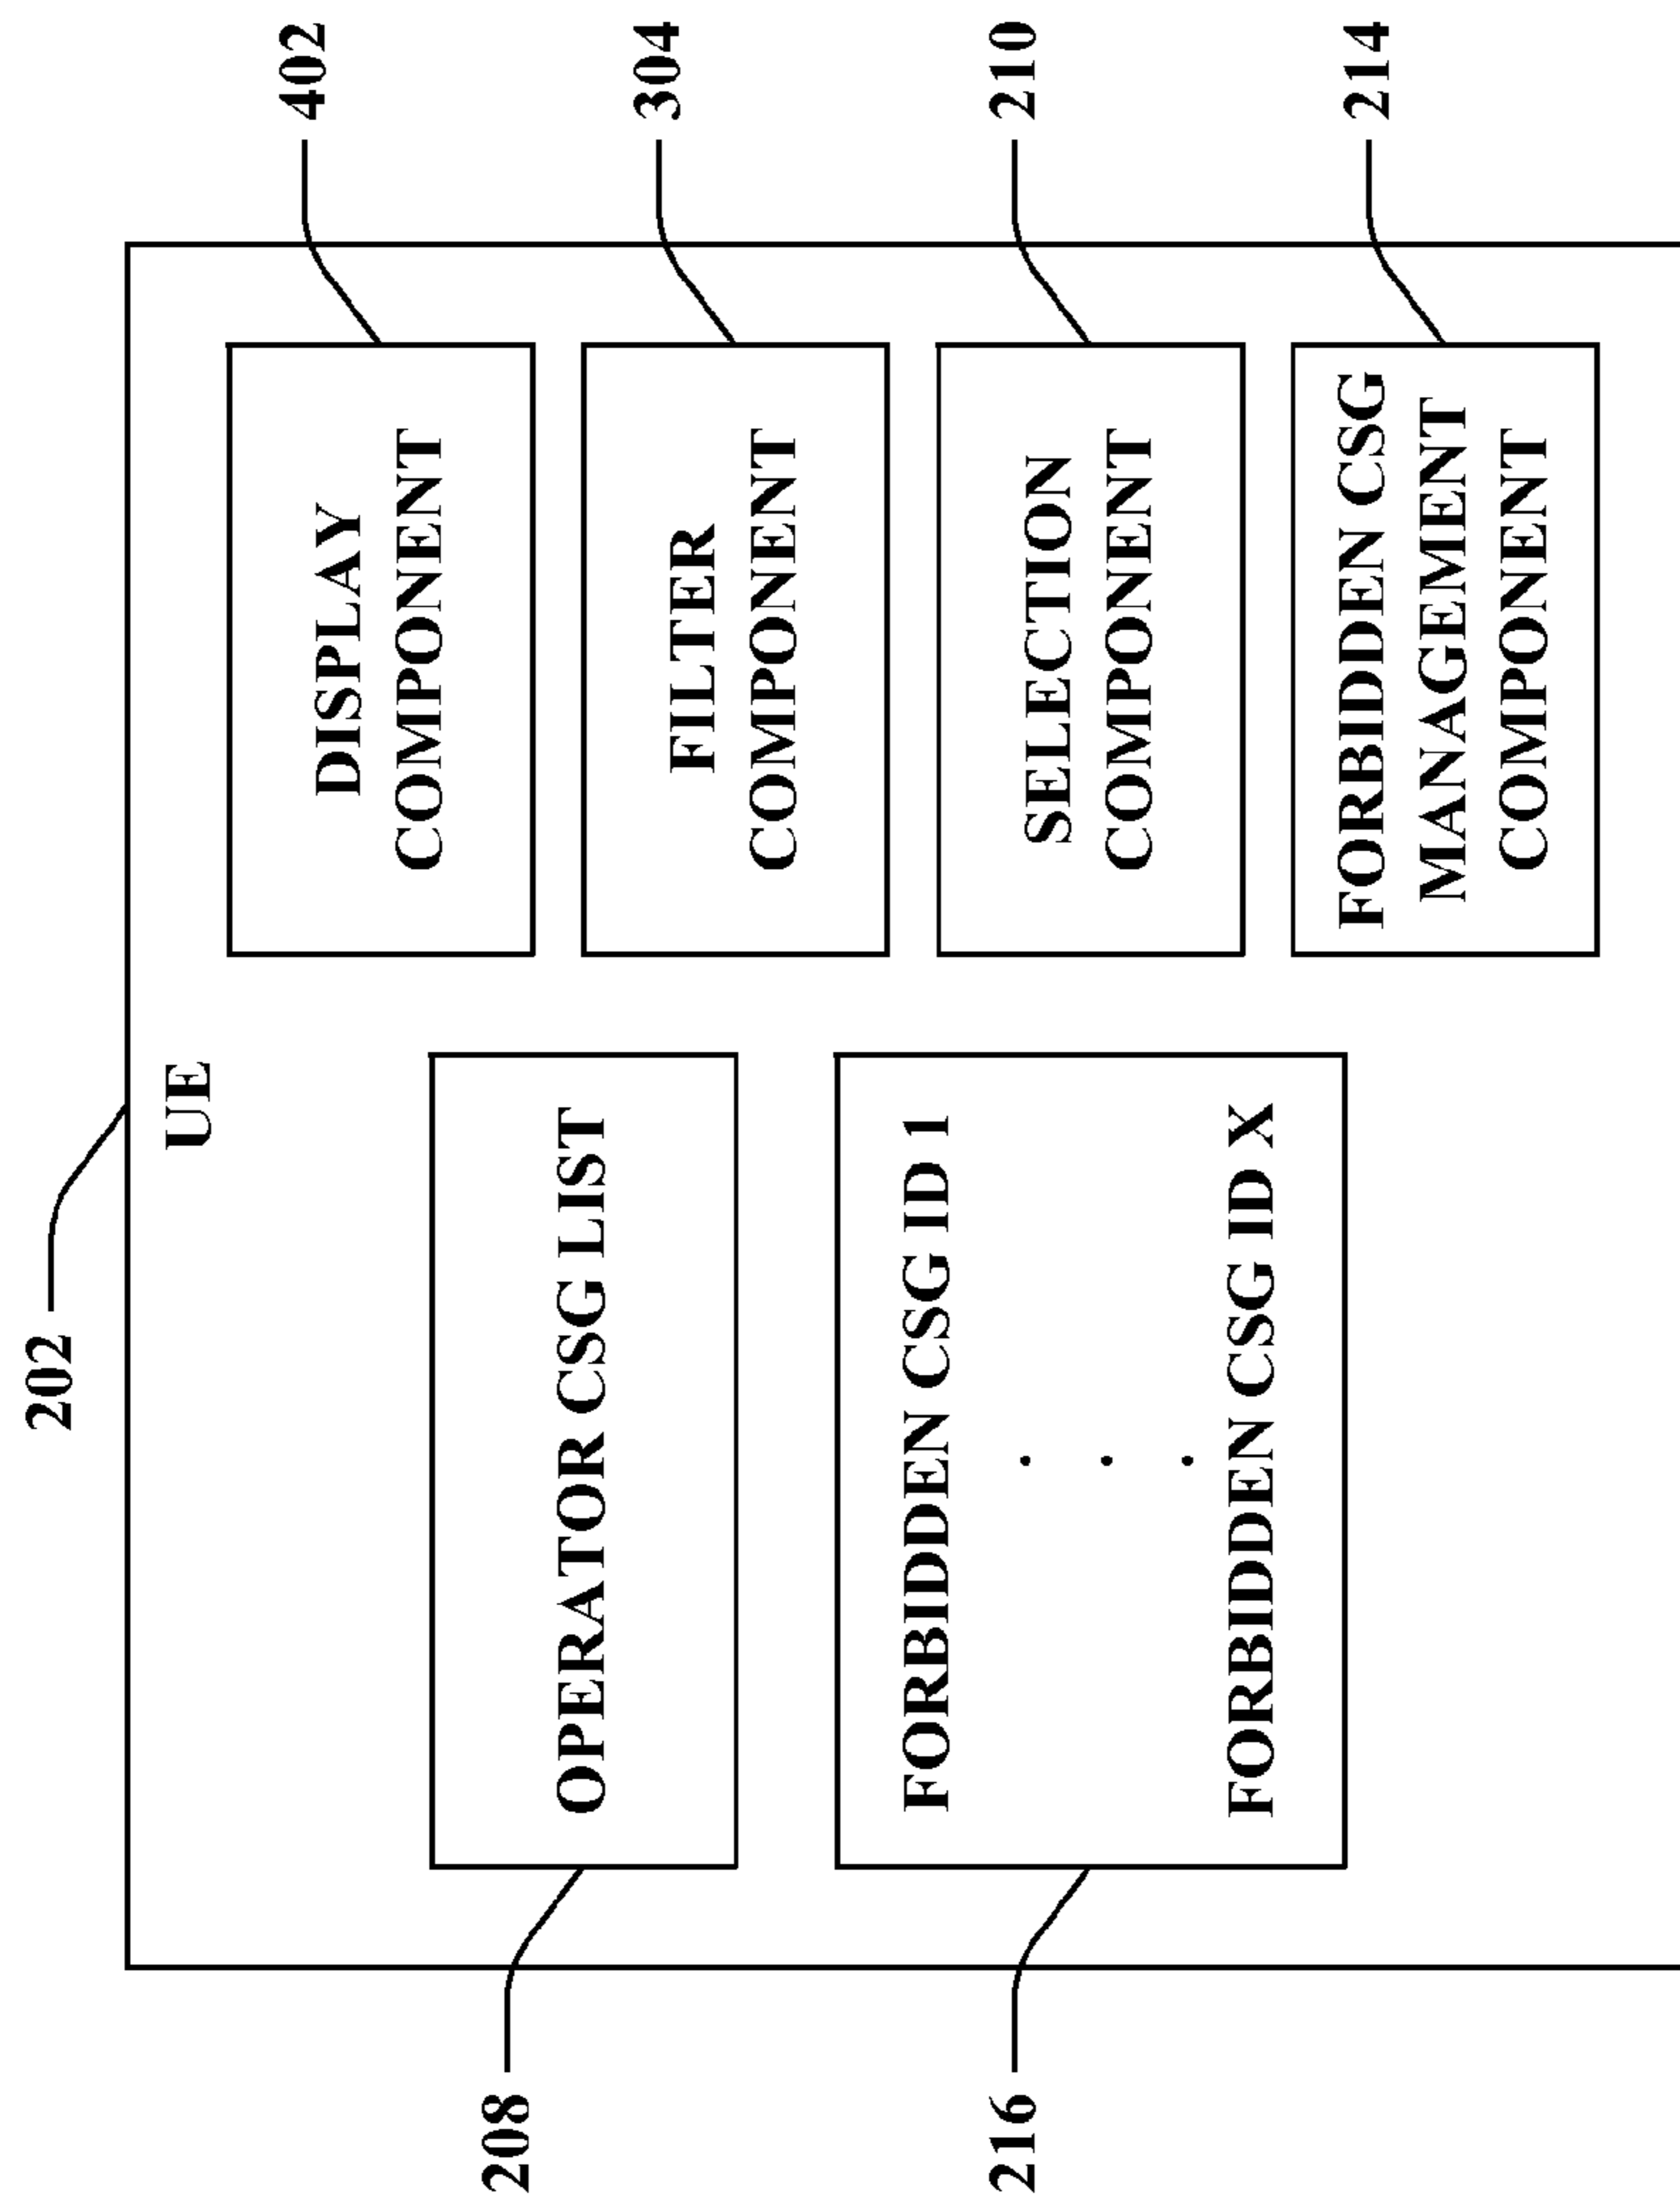 202
UE
208
OPERATOR CSG LIST
216
FORBIDDEN CSG ID 1
.
.
.
FORBIDDEN CSG ID X
DISPLAY
COMPONENT
402
FILTER
COMPONENT
304
SELECTION
COMPONENT
210
FORBIDDEN CSG
MANAGEMENT
COMPONENT
214